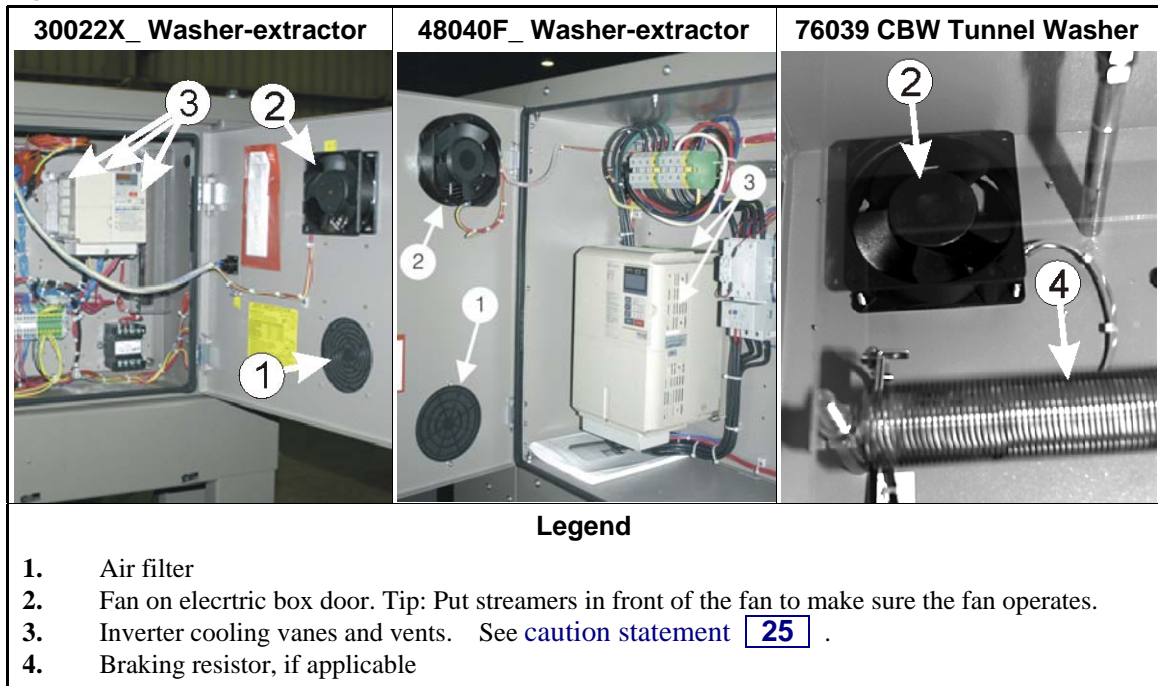 30022X_ Washer-extractor
48040F_ Washer-extractor
76039 CBW Tunnel Washer
3
2
1
2
1
3
2
4
Legend
1. Air filter
2. Fan on elecrtric box door. Tip: Put streamers in front of the fan to make sure the fan operates.
3. Inverter cooling vanes and vents. See caution statement 25 .
4. Braking resistor, if applicable